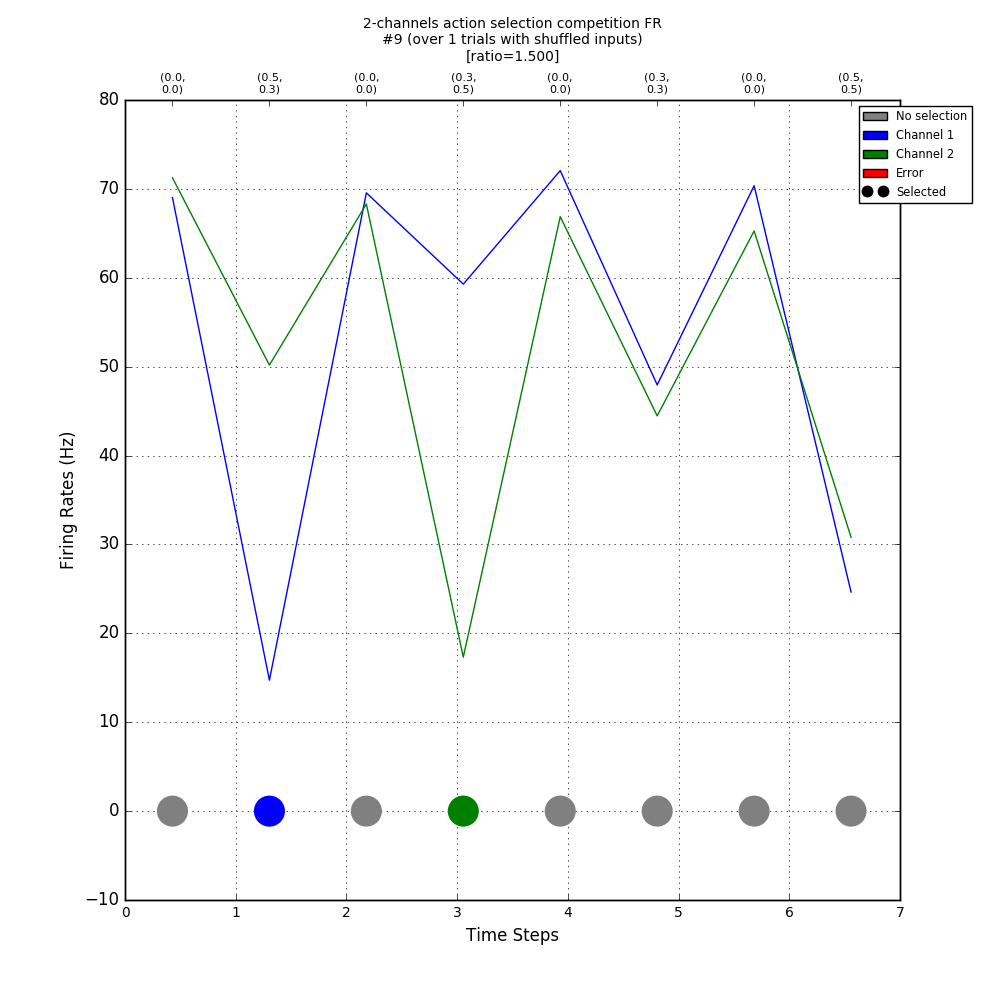 2-channels action selection competition FR
#9 (over 1 trials with shuffled inputs)
[ratio=1.500]
(0.0,
0.0)
(0.5,
0.3)
(0.0,
0.0)
(0.3,
0.5)
(0.0,
0.0)
(0.3,
0.3)
(0.0,
0.0)
(0.5,
0.5)
No selection
Channel 1
Channel 2
Error
Selected
Firing Rates (Hz)
80
70
60
50
40
30
20
10
0
−10
0 1 2 3 4 5 6 7
Time Steps